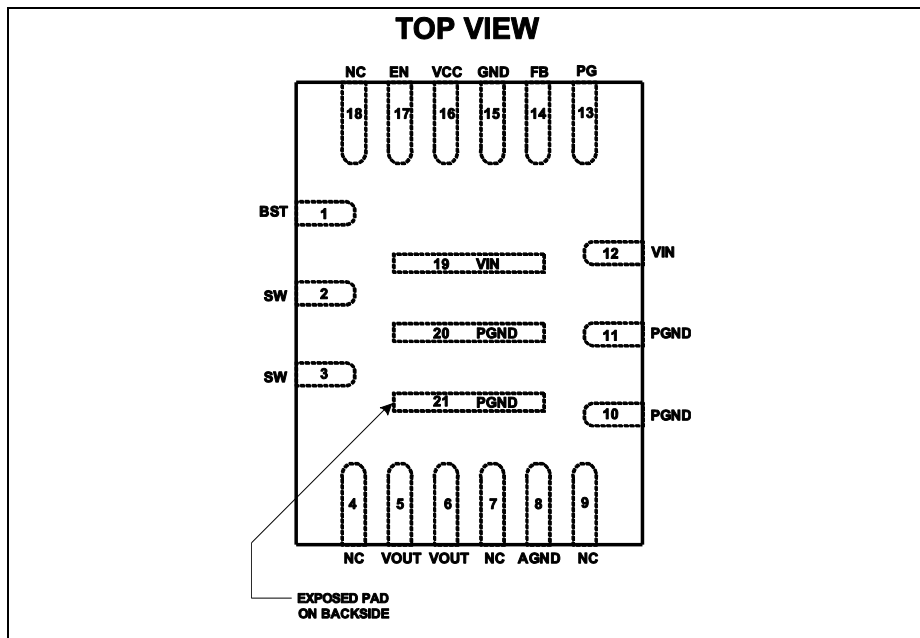 TOP VIEW
NC EN VCC GND FB PG
18 17 16 15 14 13
BST 1
19 VIN
12 VIN
SW 2
20 PGND
11 PGND
SW 3
21 PGND
10 PGND
4 5 6 7 8 9
NC VOUT VOUT NC AGND NC
EXPOSED PAD
ON BACKSIDE